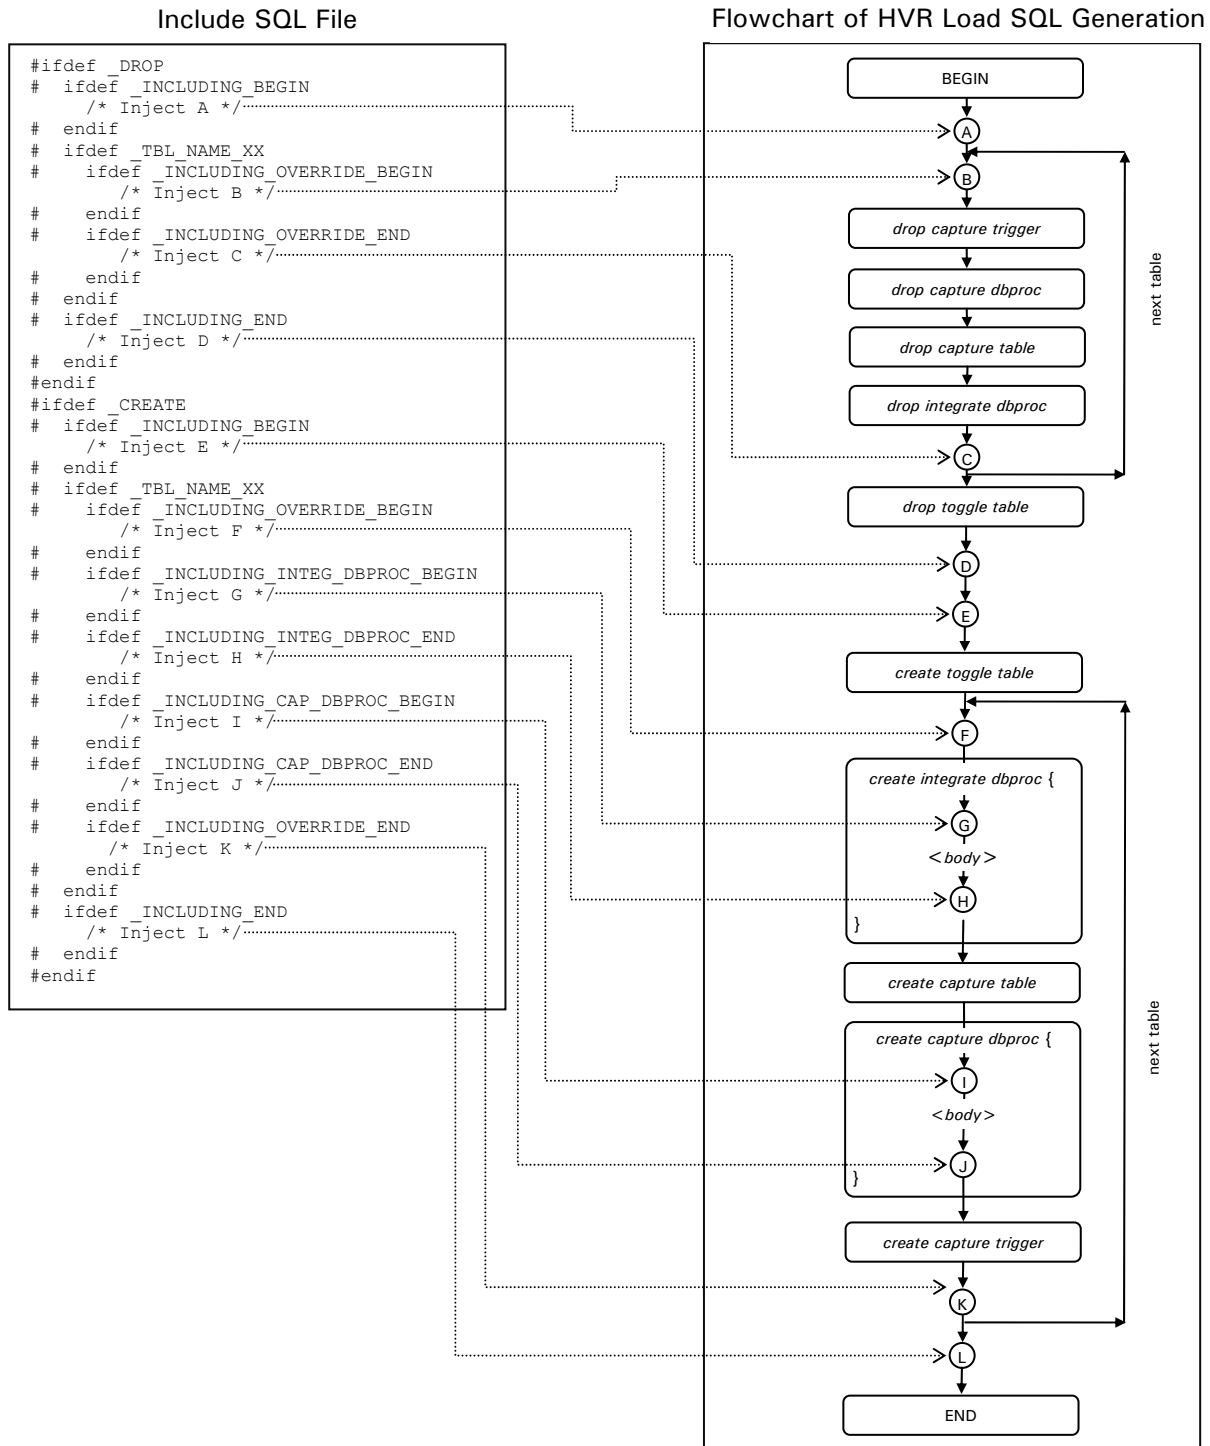 Include SQL File
#ifdef _DROP
#  ifdef _INCLUDING_BEGIN
     /* Inject A */
#  endif
#  ifdef _TBL_NAME_XX
#    ifdef _INCLUDING_OVERRIDE_BEGIN
        /* Inject B */
#    endif
#    ifdef _INCLUDING_OVERRIDE_END
        /* Inject C */
#    endif
#  endif
#  ifdef _INCLUDING_END
     /* Inject D */
#  endif
#endif
#ifdef _CREATE
#  ifdef _INCLUDING_BEGIN
     /* Inject E */
#  endif
#  ifdef _TBL_NAME_XX
#    ifdef _INCLUDING_OVERRIDE_BEGIN
        /* Inject F */
#    endif
#    ifdef _INCLUDING_INTEG_DBPROC_BEGIN
        /* Inject G */
#    endif
#    ifdef _INCLUDING_INTEG_DBPROC_END
        /* Inject H */
#    endif
#    ifdef _INCLUDING_CAP_DBPROC_BEGIN
        /* Inject I */
#    endif
#    ifdef _INCLUDING_CAP_DBPROC_END
        /* Inject J */
#    endif
#    ifdef _INCLUDING_OVERRIDE_END
       /* Inject K */
#    endif
#  endif
#  ifdef _INCLUDING_END
     /* Inject L */
#  endif
#endif
Flowchart of HVR Load SQL Generation
BEGIN
A
B
drop capture trigger
drop capture dbproc
drop capture table
drop integrate dbproc
C
next table
drop toggle table
D
E
create toggle table
F
create integrate dbproc {
G
<body>
H
}
create capture table
create capture dbproc {
I
<body>
J
}
create capture trigger
K
next table
L
END